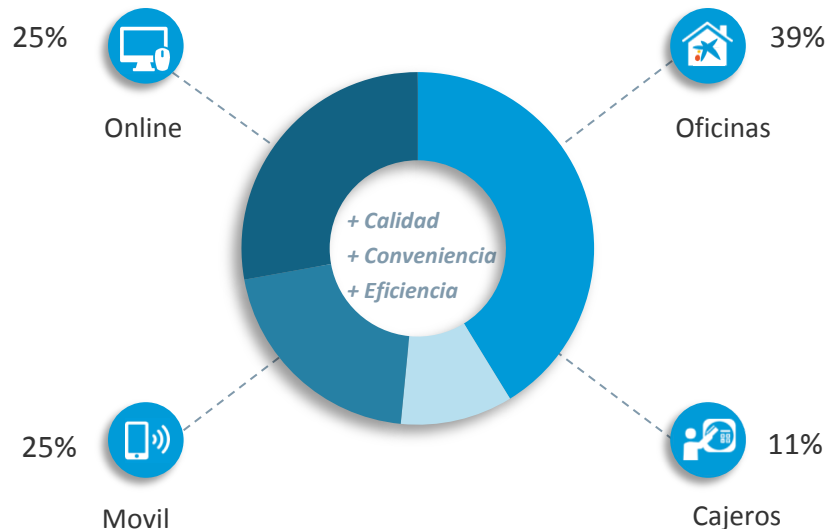 25%
Online
39%
Oficinas
+ Calidad
+ Conveniencia
+ Eficiencia
25%
Movil
11%
Cajeros